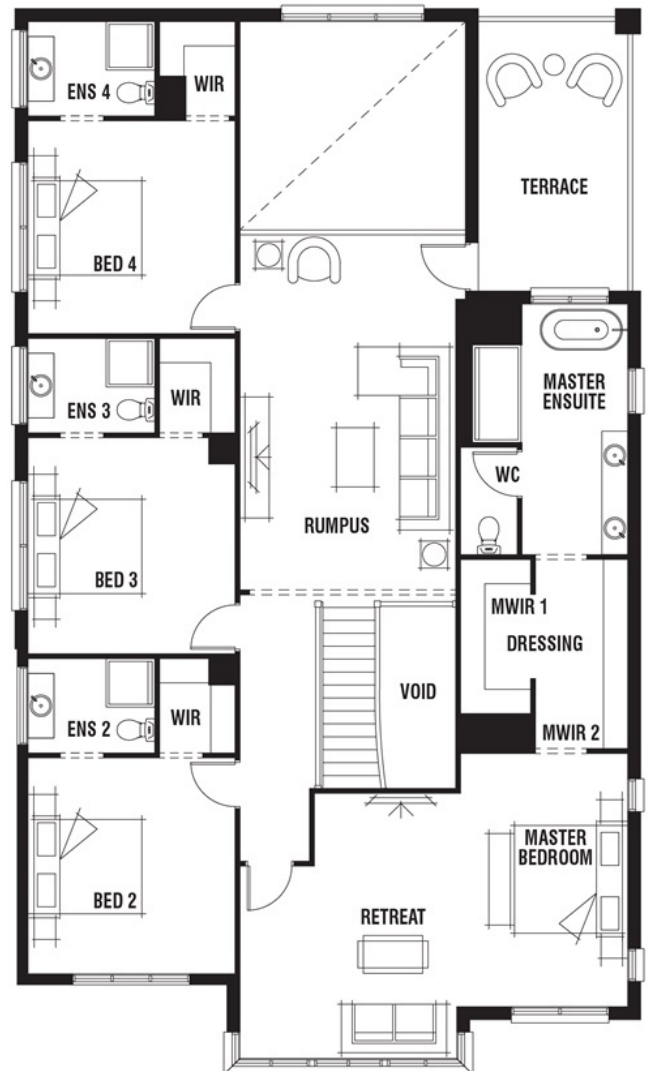 ENS 4
WIR
TERRACE
BED 4
MASTER
ENSUITE
ENS 3
WIR
WC
RUMPUS
BED 3
MWIR 1
DRESSING
VOID
ENS 2
WIR
MWIR 2
MASTER
BEDROOM
BED 2
RETREAT